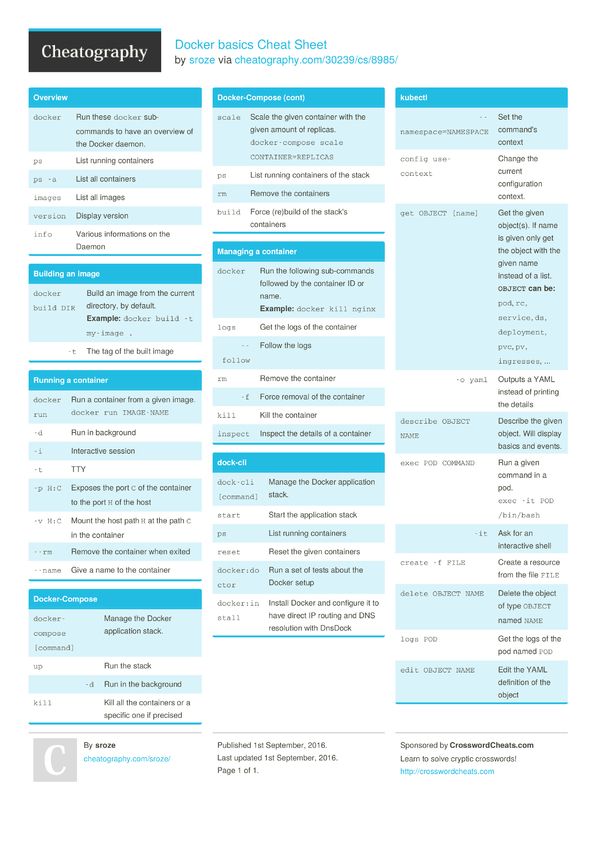 Cheatography
Docker basics Cheat Sheet
by sroze via cheatography.com/30239/cs/8985/
Overview
docker Run these docker sub-
commands to have an overview of
the Docker daemon.
ps List running containers
ps -a List all containers
images List all images
version Display version
info Various informations on the
Daemon
Building an image
docker Build an image from the current
build DIR directory, by default.
Example: docker build -t
my-image .
-t The tag of the built image
Running a container
docker Run a container from a given image.
run docker run IMAGE-NAME
-d Run in background
-i Interactive session
-t TTY
-p H:C Exposes the port C of the container
to the port H of the host
-v H:C Mount the host path H at the path C
in the container
--rm Remove the container when exited
--name Give a name to the container
Docker-Compose
docker- Manage the Docker
compose application stack.
[command]
up Run the stack
-d Run in the background
kill Kill all the containers or a
specific one if precised
Docker-Compose (cont)
scale Scale the given container with the
given amount of replicas.
docker-compose scale
CONTAINER=REPLICAS
ps List running containers of the stack
rm Remove the containers
build Force (re)build of the stack's
containers
Managing a container
docker Run the following sub-commands
followed by the container ID or
name.
Example: docker kill nginx
logs Get the logs of the container
-- Follow the logs
follow
rm Remove the container
-f Force removal of the container
kill Kill the container
inspect Inspect the details of a container
dock-cli
dock-cli Manage the Docker application
[command] stack.
start Start the application stack
ps List running containers
reset Reset the given containers
docker:do Run a set of tests about the
ctor Docker setup
docker:in Install Docker and configure it to
stall have direct IP routing and DNS
resolution with DnsDock
kubectl
-- Set the
namespace=NAMESPACE command's
context
config use- Change the
context current
configuration
context.
get OBJECT [name] Get the given
object(s). If name
is given only get
the object with the
given name
instead of a list.
OBJECT can be:
pod, rc,
service, ds,
deployment,
pvc, pv,
ingresses, ...
-o yaml Outputs a YAML
instead of printing
the details
describe OBJECT Describe the given
NAME object. Will display
basics and events.
exec POD COMMAND Run a given
command in a
pod.
exec -it POD
/bin/bash
-it Ask for an
interactive shell
create -f FILE Create a resource
from the file FILE
delete OBJECT NAME Delete the object
of type OBJECT
named NAME
logs POD Get the logs of the
pod named POD
edit OBJECT NAME Edit the YAML
definition of the
object
C
By sroze
cheatography.com/sroze/
Published 1st September, 2016.
Last updated 1st September, 2016.
Page 1 of 1.
Sponsored by CrosswordCheats.com
Learn to solve cryptic crosswords!
http://crosswordcheats.com